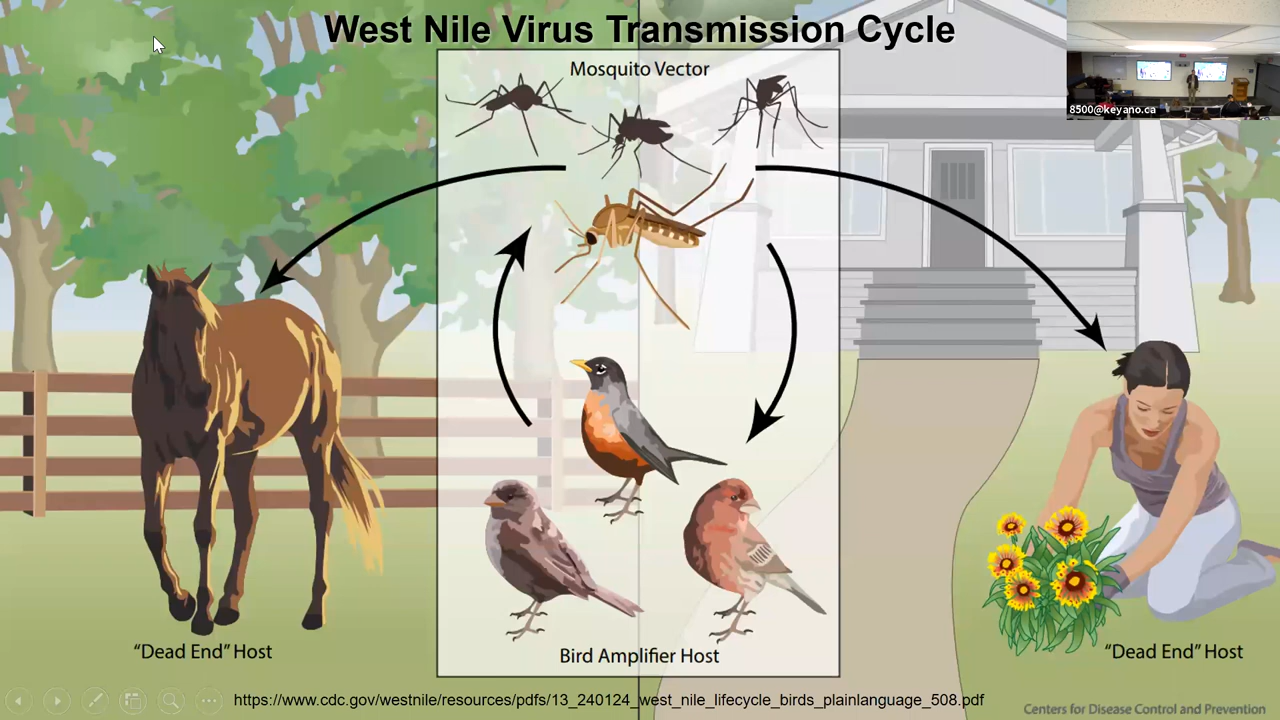 West Nile Virus Transmission Cycle
Mosquito Vector
8500@keyano.ca
“Dead End” Host
Bird Amplifier Host
“Dead End” Host
https://www.cdc.gov/westnile/resources/pdfs/13_240124_west_nile_lifecycle_birds_plainlanguage_508.pdf
Centers for Disease Control and Prevention